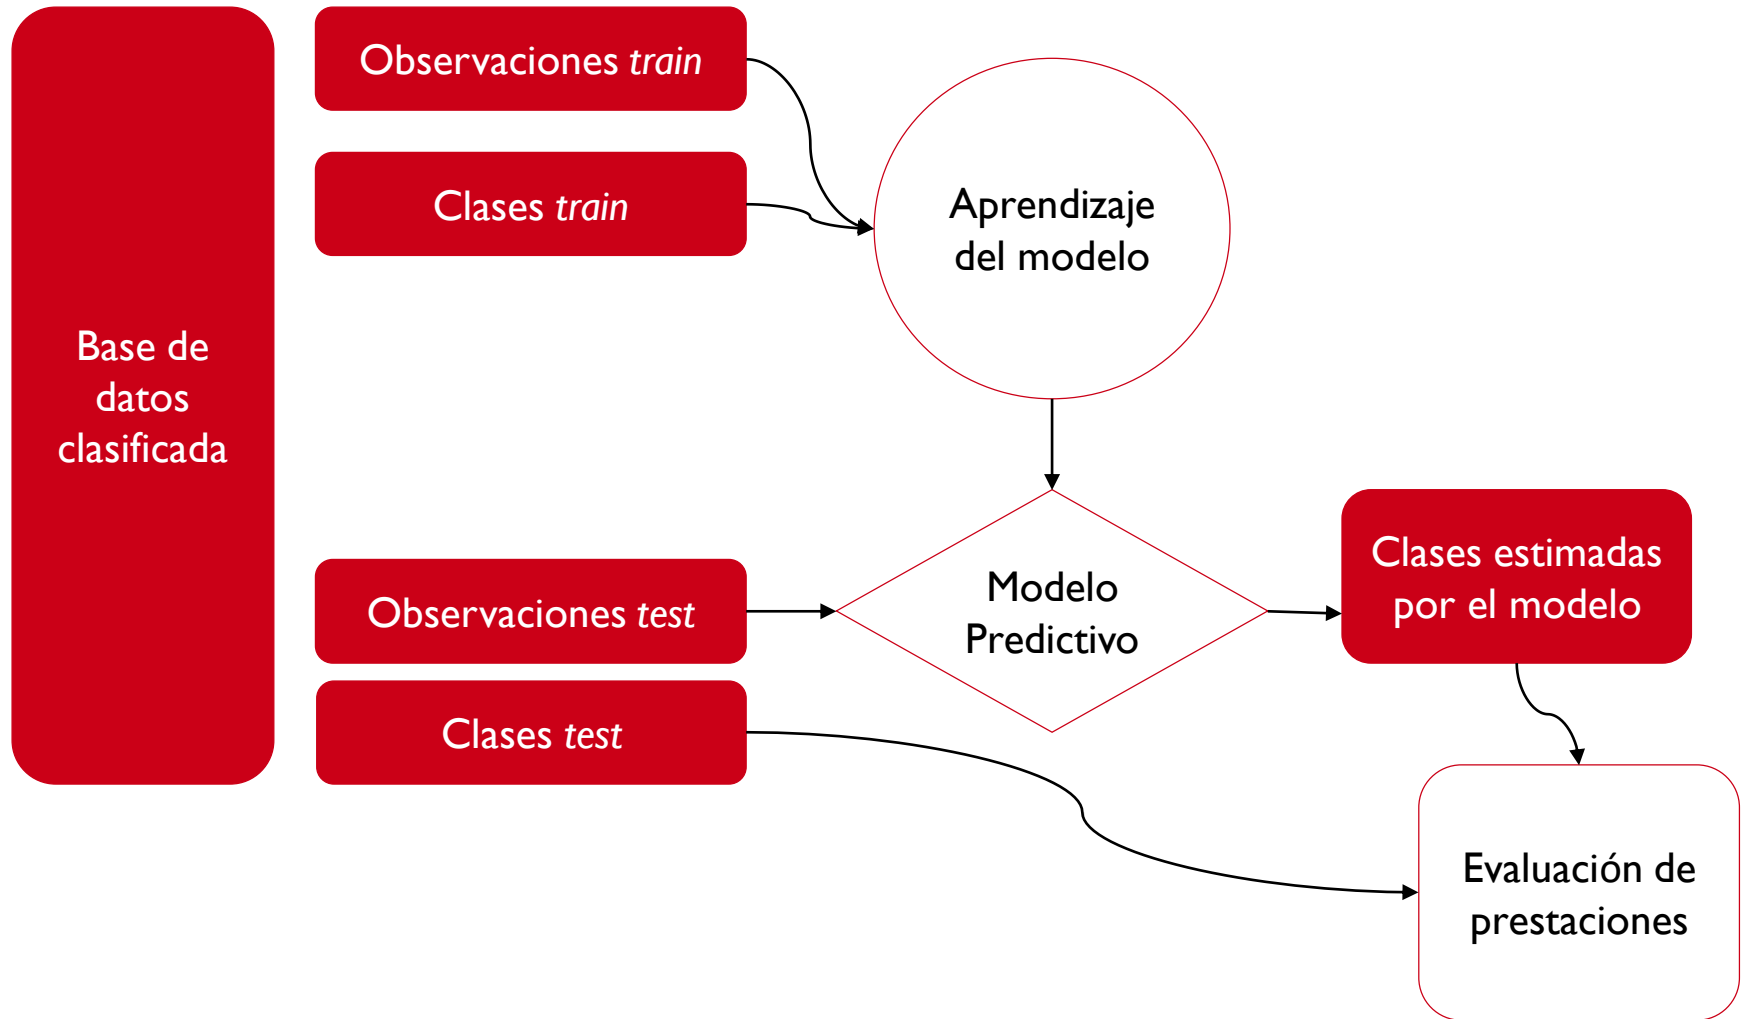 Base de
datos
clasificada
Observaciones train
Clases train
Aprendizaje
del modelo
Observaciones test
Clases test
Modelo
Predictivo
Clases estimadas
por el modelo
Evaluación de
prestaciones